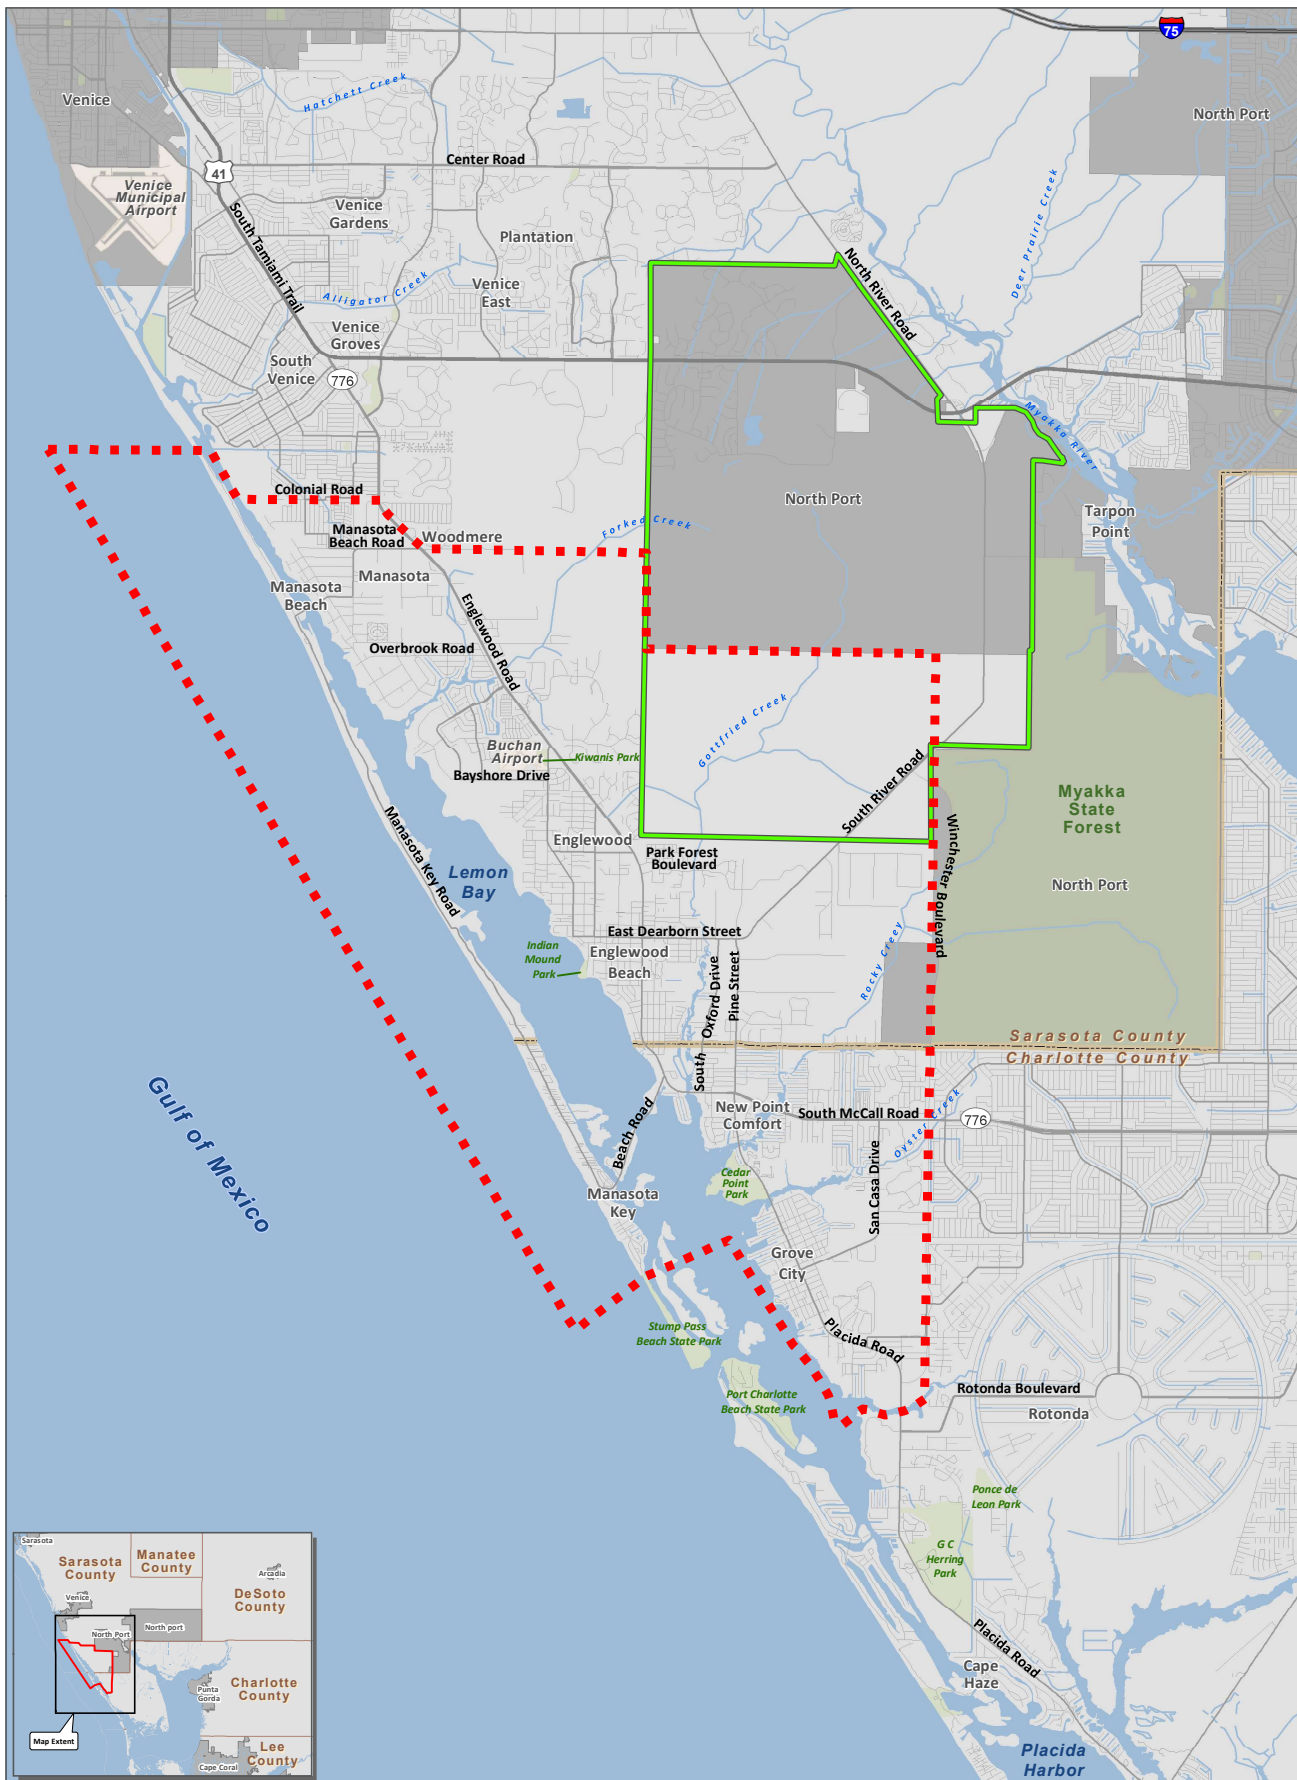 75
Venice
North Port
Hatchett Creek
Center Road
41
Venice
Municipal
Airport
Venice
Gardens
Deer Prairie Creek
South Tamiami Trail
Plantation
North River Road
Alligator Creek
Venice
East
Venice
Groves
South
Venice
776
Myakka River
Colonial Road
North Port
Tarpon
Point
Manasota
Beach Road
Woodmere
Forked Creek
Manasota
Manasota
Beach
Englewood Road
Overbrook Road
Gottfried Creek
Buchan
Airport
Kiwanis Park
Bayshore Drive
South River Road
Myakka
State
Forest
Manasota Key Road
Englewood
Park Forest
Boulevard
Winchester Boulevard
Lemon
Bay
North Port
East Dearborn Street
Indian
Mound
Park
Englewood
Beach
Rocky Creey
South Oxford Drive
Pine Street
Sarasota County
Charlotte County
Gulf of Mexico
New Point
Comfort
South McCall Road
776
Oyster Creek
Beach Road
San Casa Drive
Cedar
Point
Park
Manasota
Key
Grove
City
Stump Pass
Beach State Park
Placida Road
Port Charlotte
Beach State Park
Rotonda Boulevard
Rotonda
Ponce de
Leon Park
G C
Herring
Park
Placida Road
Cape
Haze
Placida
Harbor
Sarasota
Sarasota
County
Manatee
County
Arcadia
DeSoto
County
Venice
North Port
North port
Punta
Gorda
Charlotte
County
Map Extent
Lee
County
Cape Coral